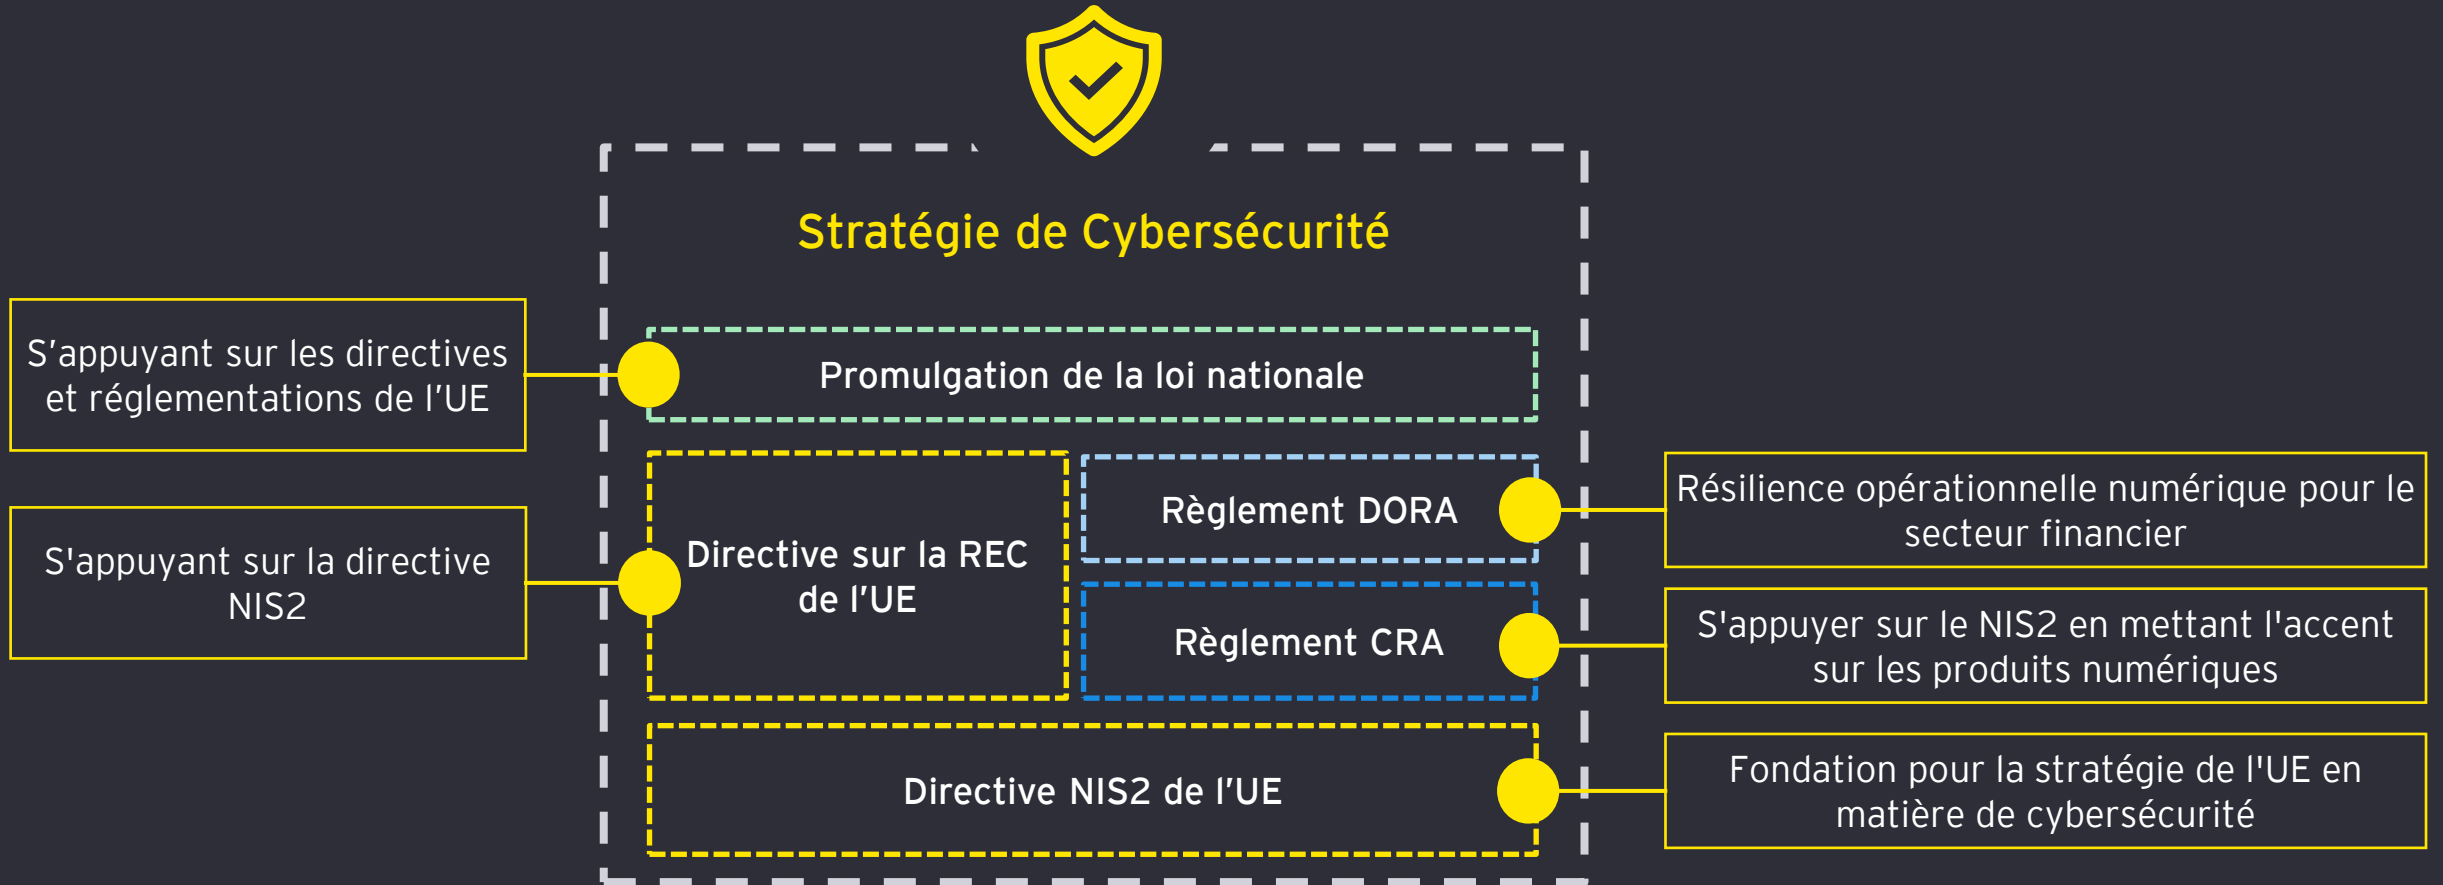 Stratégie de Cybersécurité
S’appuyant sur les directives
et réglementations de l’UE
Promulgation de la loi nationale
S'appuyant sur la directive
NIS2
Directive sur la REC
de l’UE
Règlement DORA
Résilience opérationnelle numérique pour le
secteur financier
Règlement CRA
S'appuyer sur le NIS2 en mettant l'accent
sur les produits numériques
Directive NIS2 de l’UE
Fondation pour la stratégie de l'UE en
matière de cybersécurité